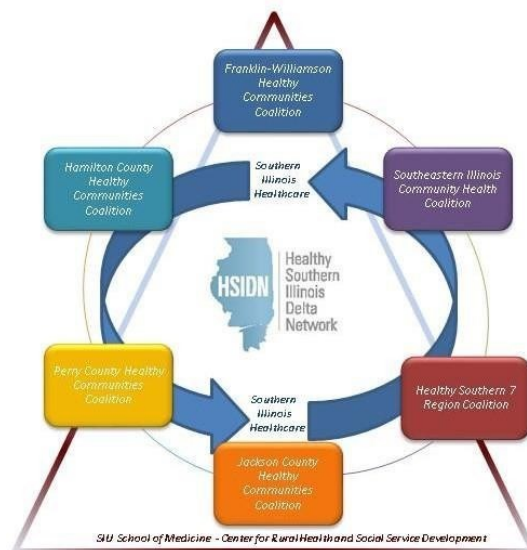 Franklin-Williamson
Healthy
Communities
Coalition
Hamilton County
Healthy
Communities
Coalition
Southern
Illinois
Healthcare
Southeastern Illinois
Community Health
Coalition
HSIDN
Healthy
Southern
Illinois
Delta
Network
Perry County Healthy
Communities
Coalition
Southern
Illinois
Healthcare
Healthy Southern 7
Region Coalition
Jackson County
Healthy
Communities
Coalition
SIU School of Medicine - Center for Rural Health and Social Service Development